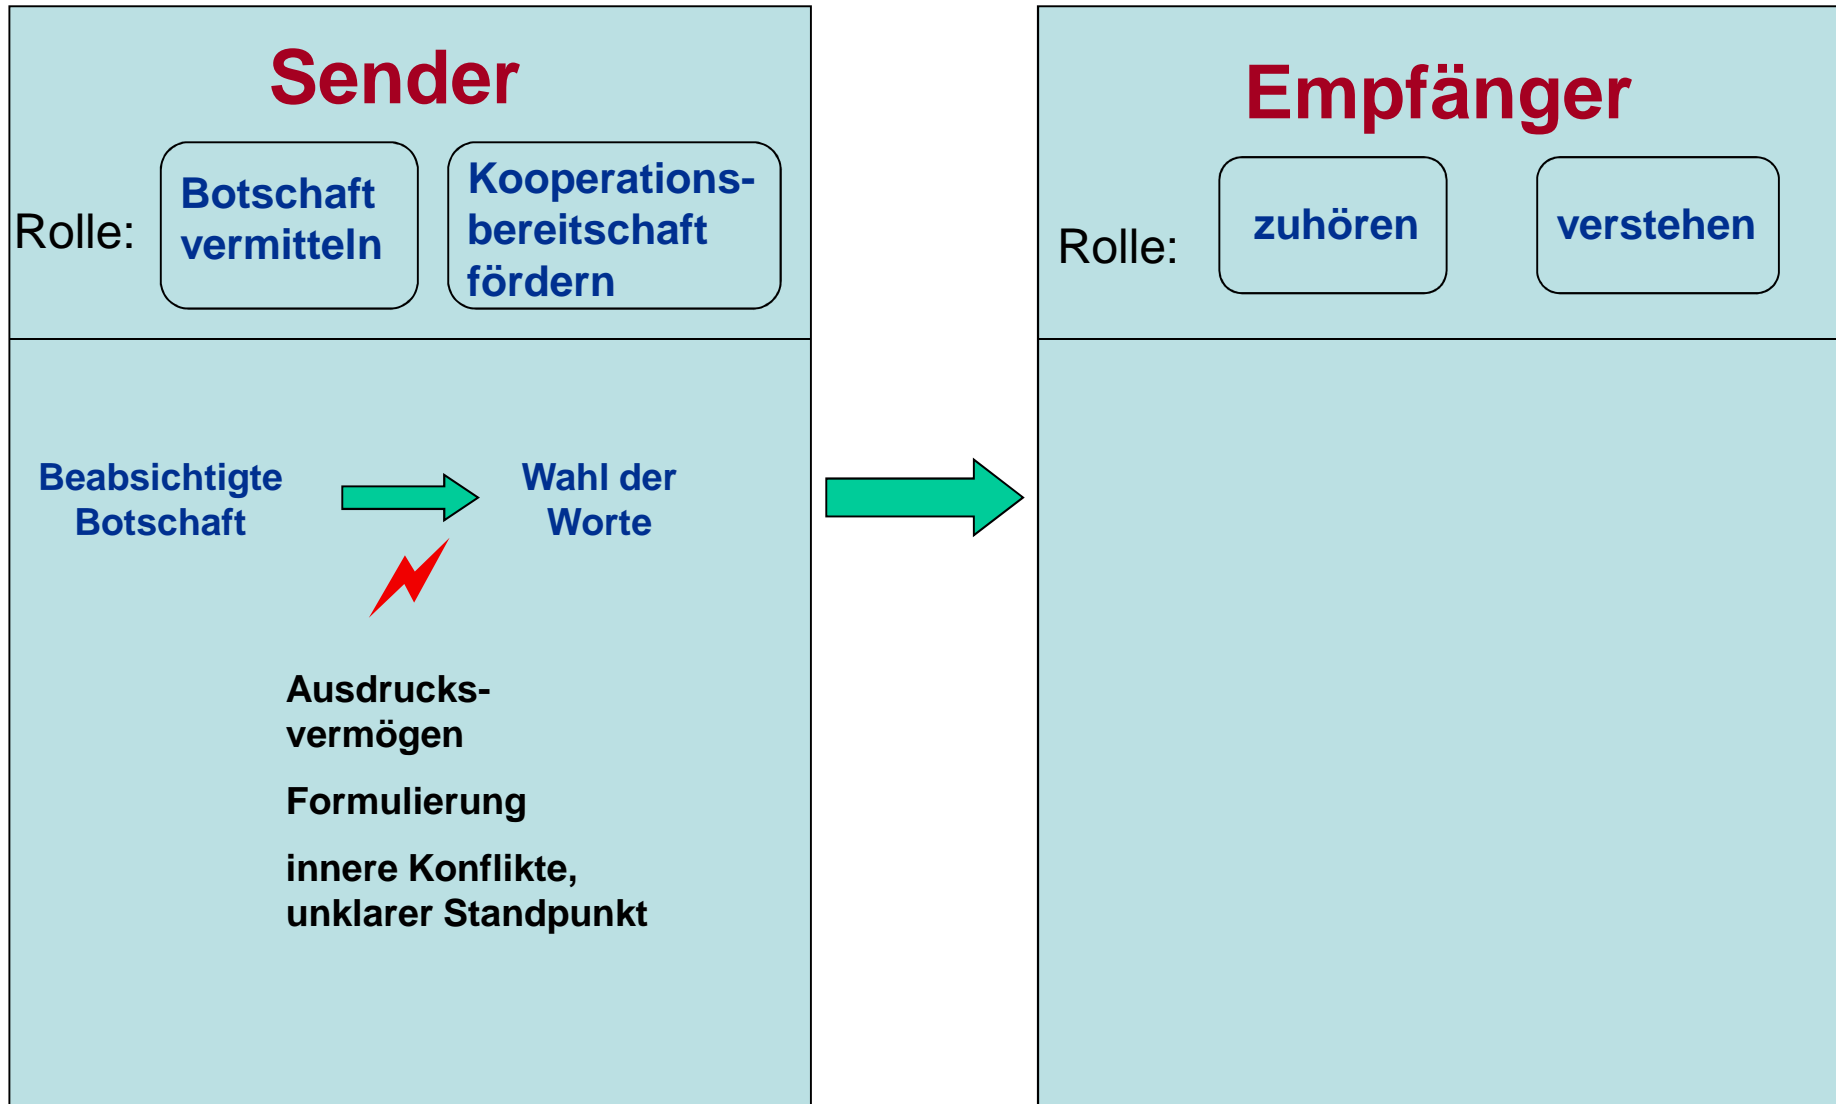 Sender
Rolle:
Botschaft
vermitteln
Kooperations-
bereitschaft
fördern
Beabsichtigte
Botschaft
Wahl der
Worte
Ausdrucks-
vermögen
Formulierung
innere Konflikte,
unklarer Standpunkt
Empfänger
Rolle:
zuhören
verstehen